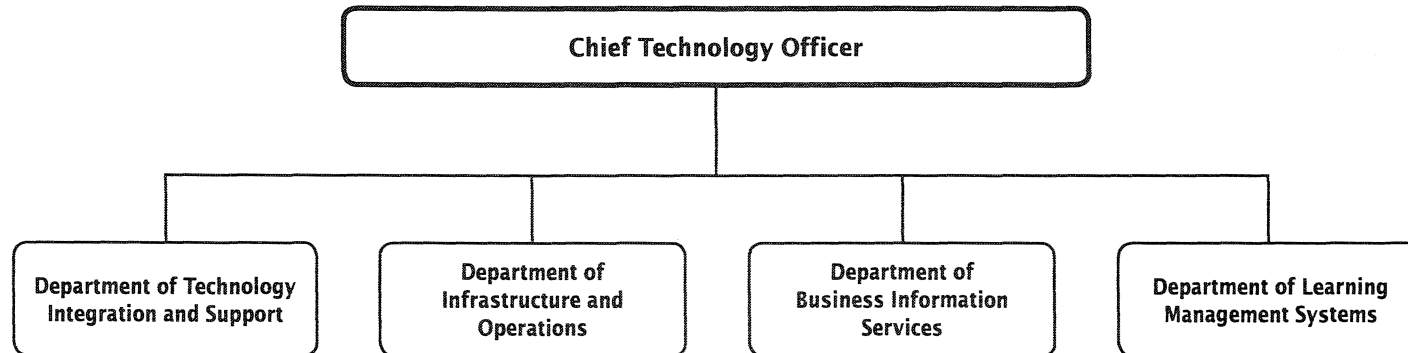 Chief Technology Officer
Department of Technology
Integration and Support
Department of
Infrastructure and
Operations
Department of
Business Information
Services
Department of Learning
Management Systems